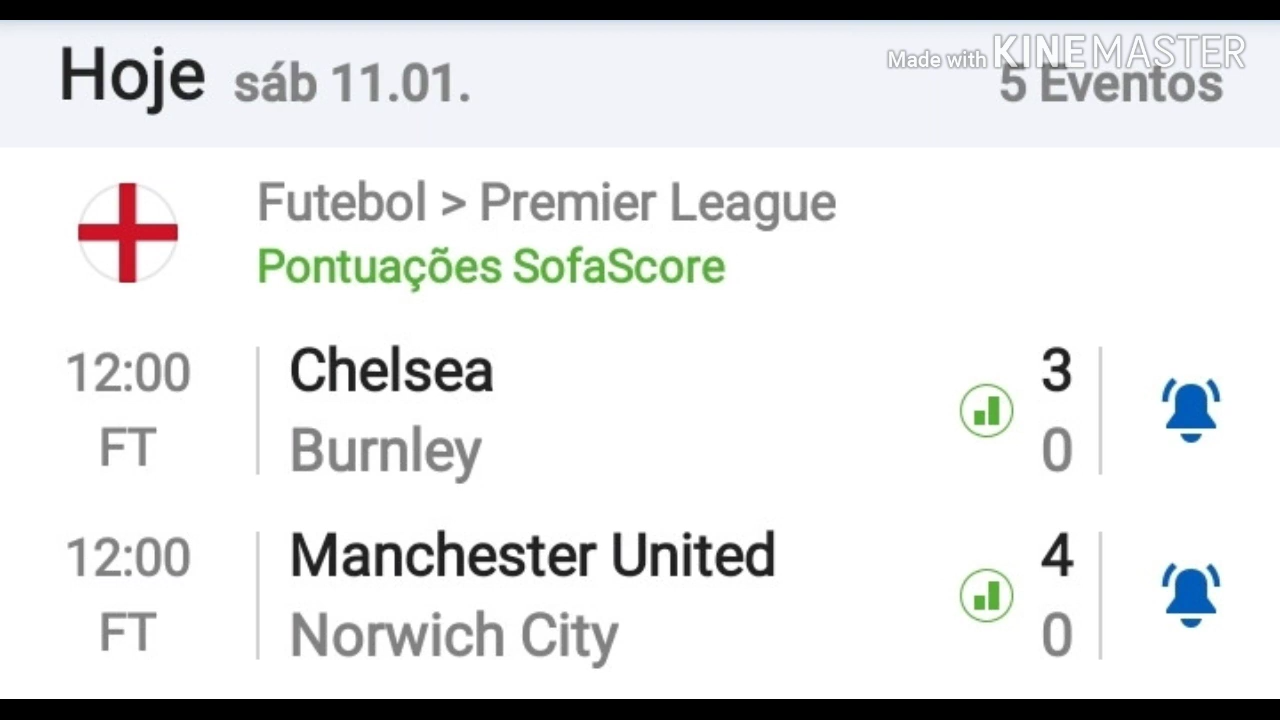 Hoje sáb 11.01.
Made with KINEMASTER
5 Eventos
Futebol > Premier League
Pontuações SofaScore
12:00 Chelsea 3
FT Burnley 0
12:00 Manchester United 4
FT Norwich City 0